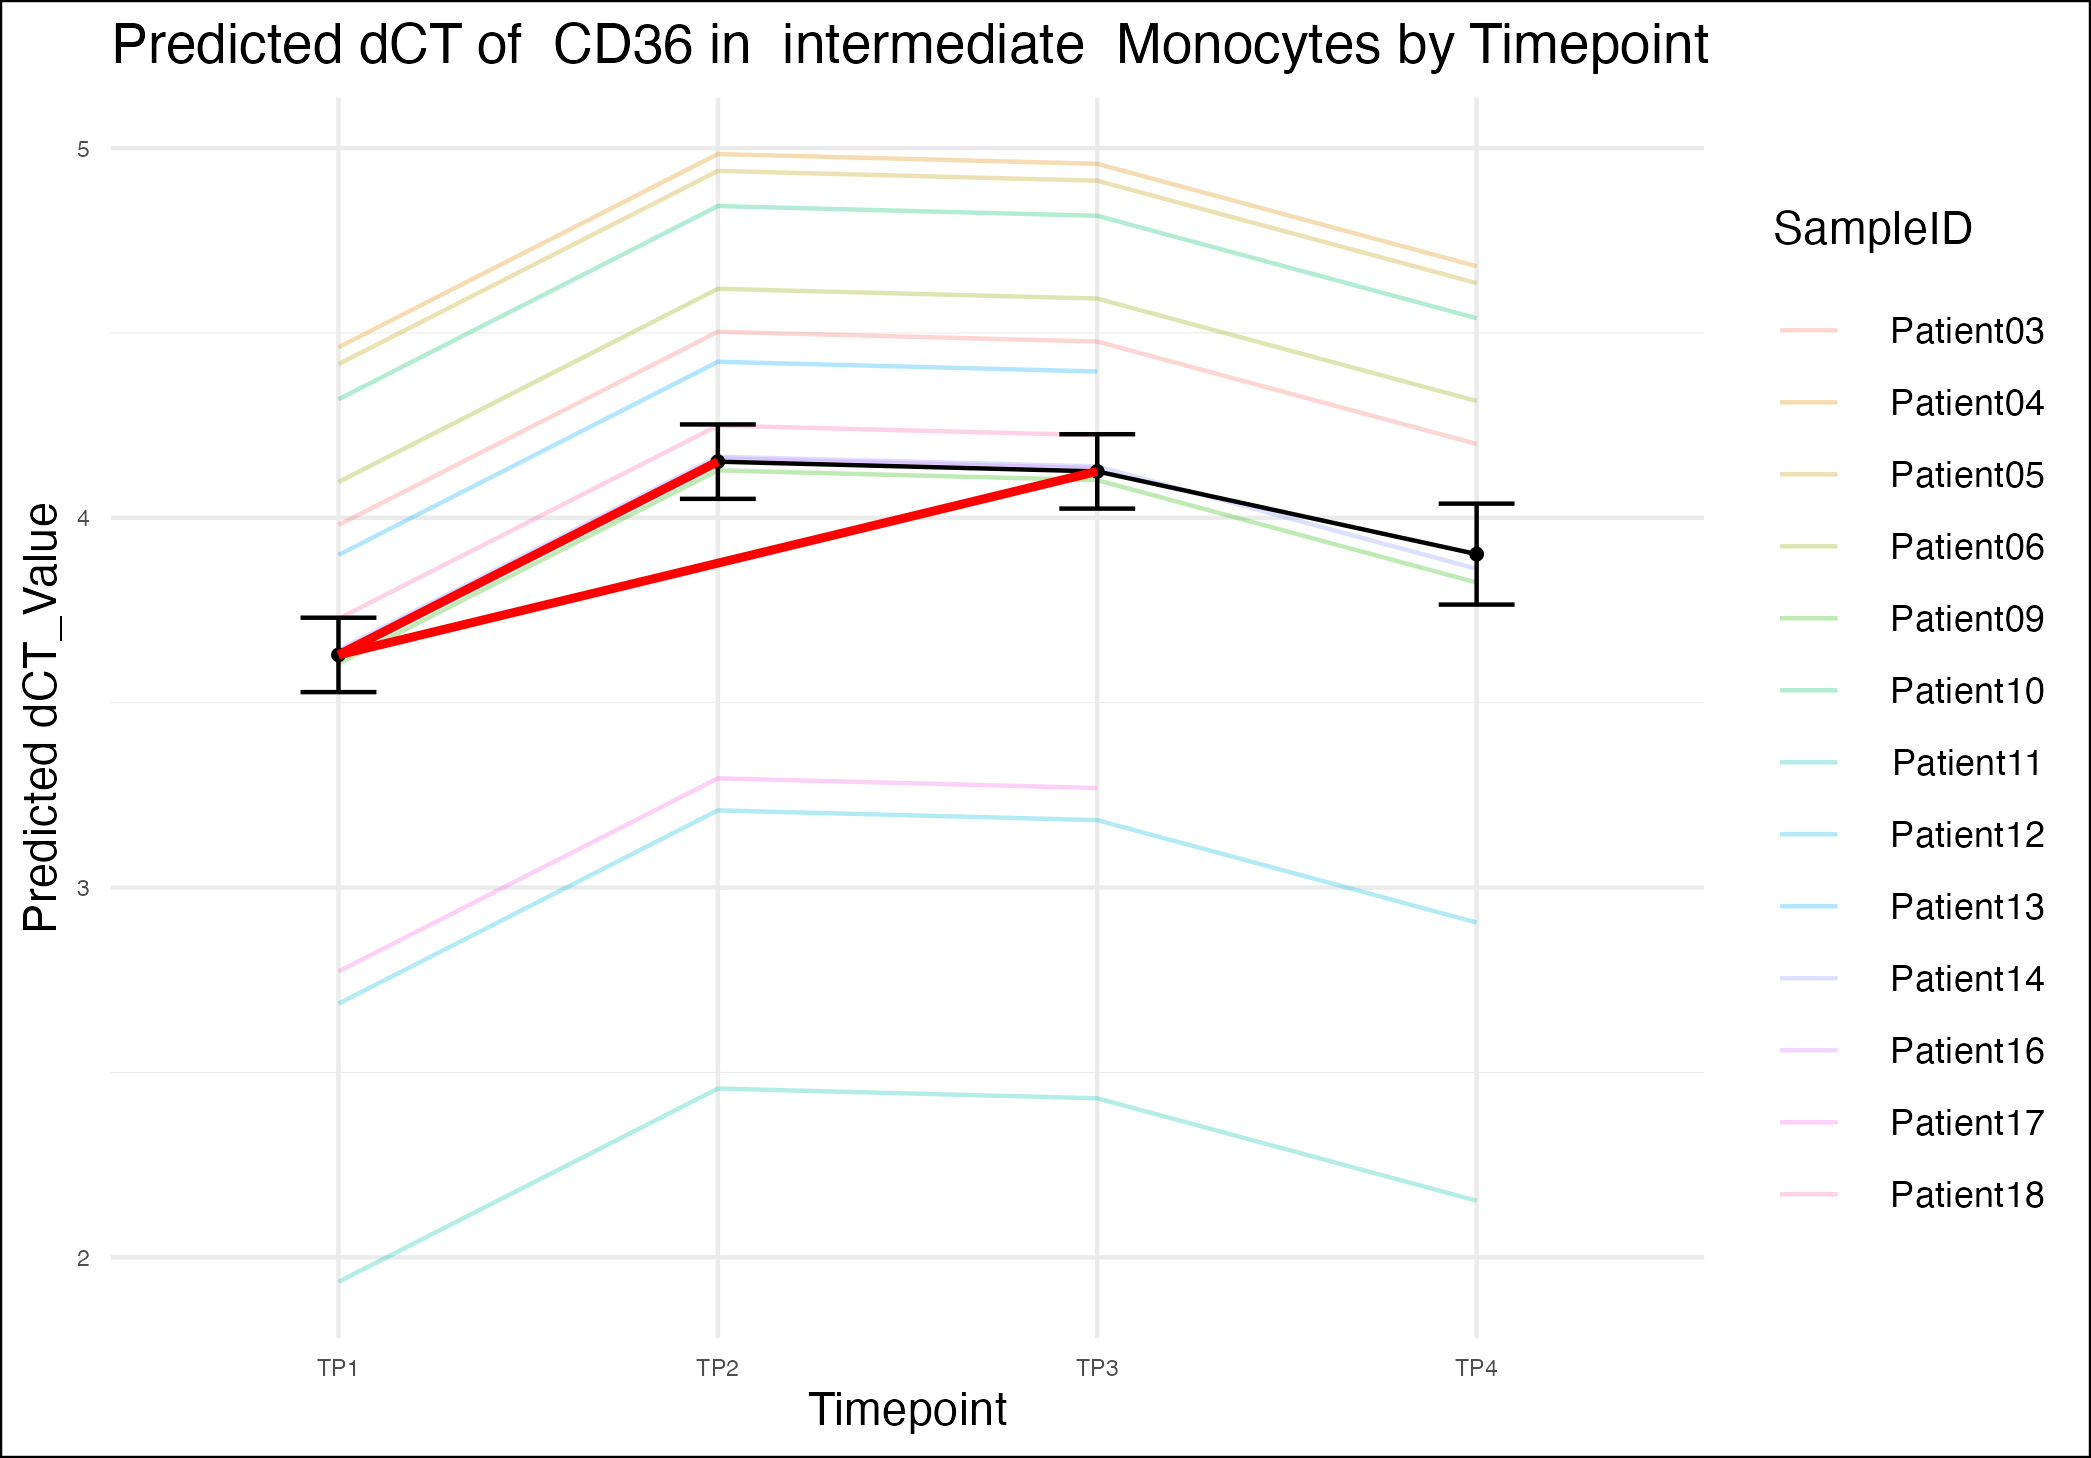 Predicted dCT of  CD36 in  intermediate  Monocytes by Timepoint
Predicted dCT_Value
5
4
3
2
TP1
TP2
TP3
TP4
Timepoint
SampleID
Patient03
Patient04
Patient05
Patient06
Patient09
Patient10
Patient11
Patient12
Patient13
Patient14
Patient16
Patient17
Patient18